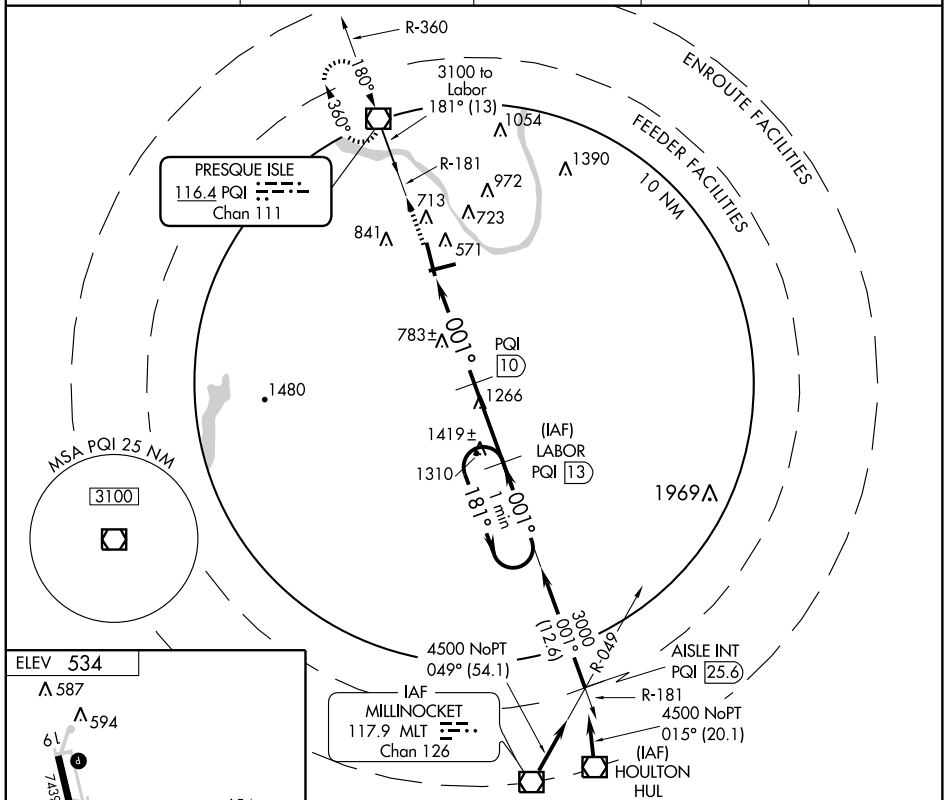 R-360
180°
360°
3100 to
Labor
181° (13)
ENROUTE FACILITIES
FEEDER FACILITIES
10 NM
1054
1390
R-181
PRESQUE ISLE
116.4 PQI
Chan 111
972
713
723
841
571
001°
783±
PQI
10
1266
1480
1419±
1310
(IAF)
LABOR
PQI 13
MSA PQI 25 NM
3100
181°
1 min
001°
1969
3000
001°
(12.6)
R-049
4500 NoPT
049° (54.1)
AISLE INT
PQI 25.6
R-181
4500 NoPT
015° (20.1)
IAF
MILLINOCKET
117.9 MLT
Chan 126
(IAF)
HOULTON
HUL
ELEV 534
587
594
19
P